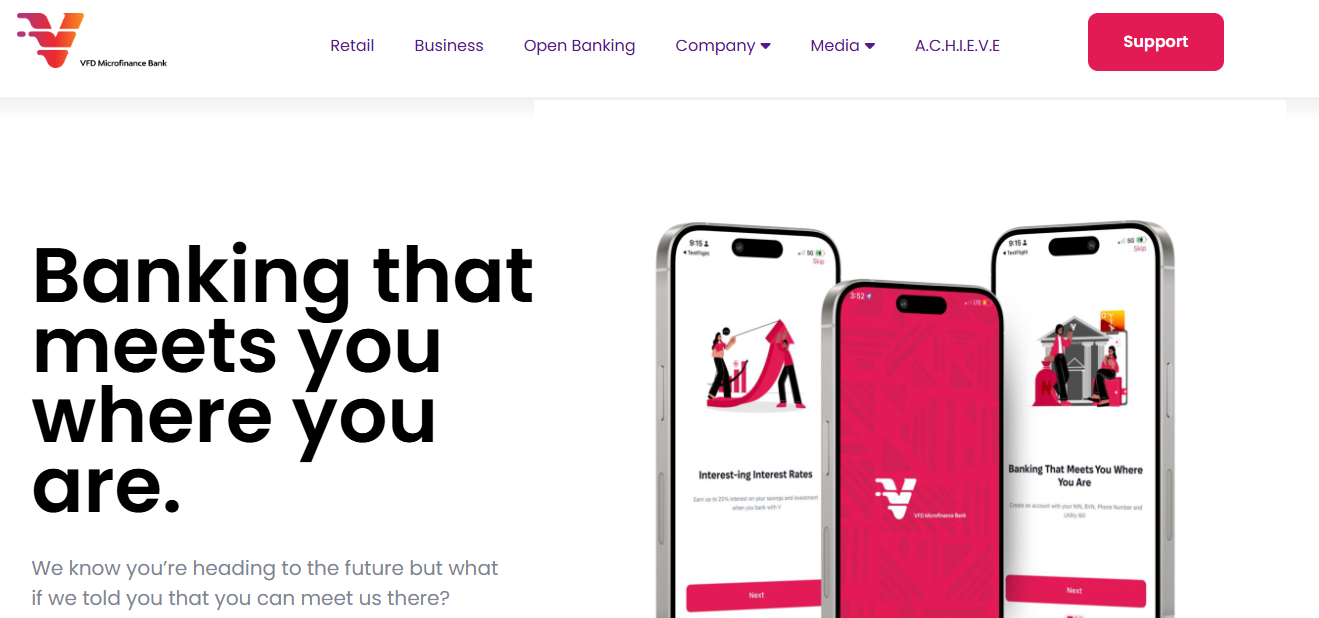 VFD Microfinance Bank
Retail
Business
Open Banking
Company
Media
A.C.H.I.E.V.E
Support
Banking that
meets you
where you
are.
We know you’re heading to the future but what
if we told you that you can meet us there?
9:15
TestFlight
5G
Skip
Interest-ing Interest Rates
Earn up to 20% interest on your savings and investment
when you bank with V
Next
3:52
LTE
VFD Microfinance Bank
9:15
TestFlight
5G
Skip
Banking That Meets You Where
You Are
Create an account with your NIN, BVN, Phone Number and
Utility Bill
Next